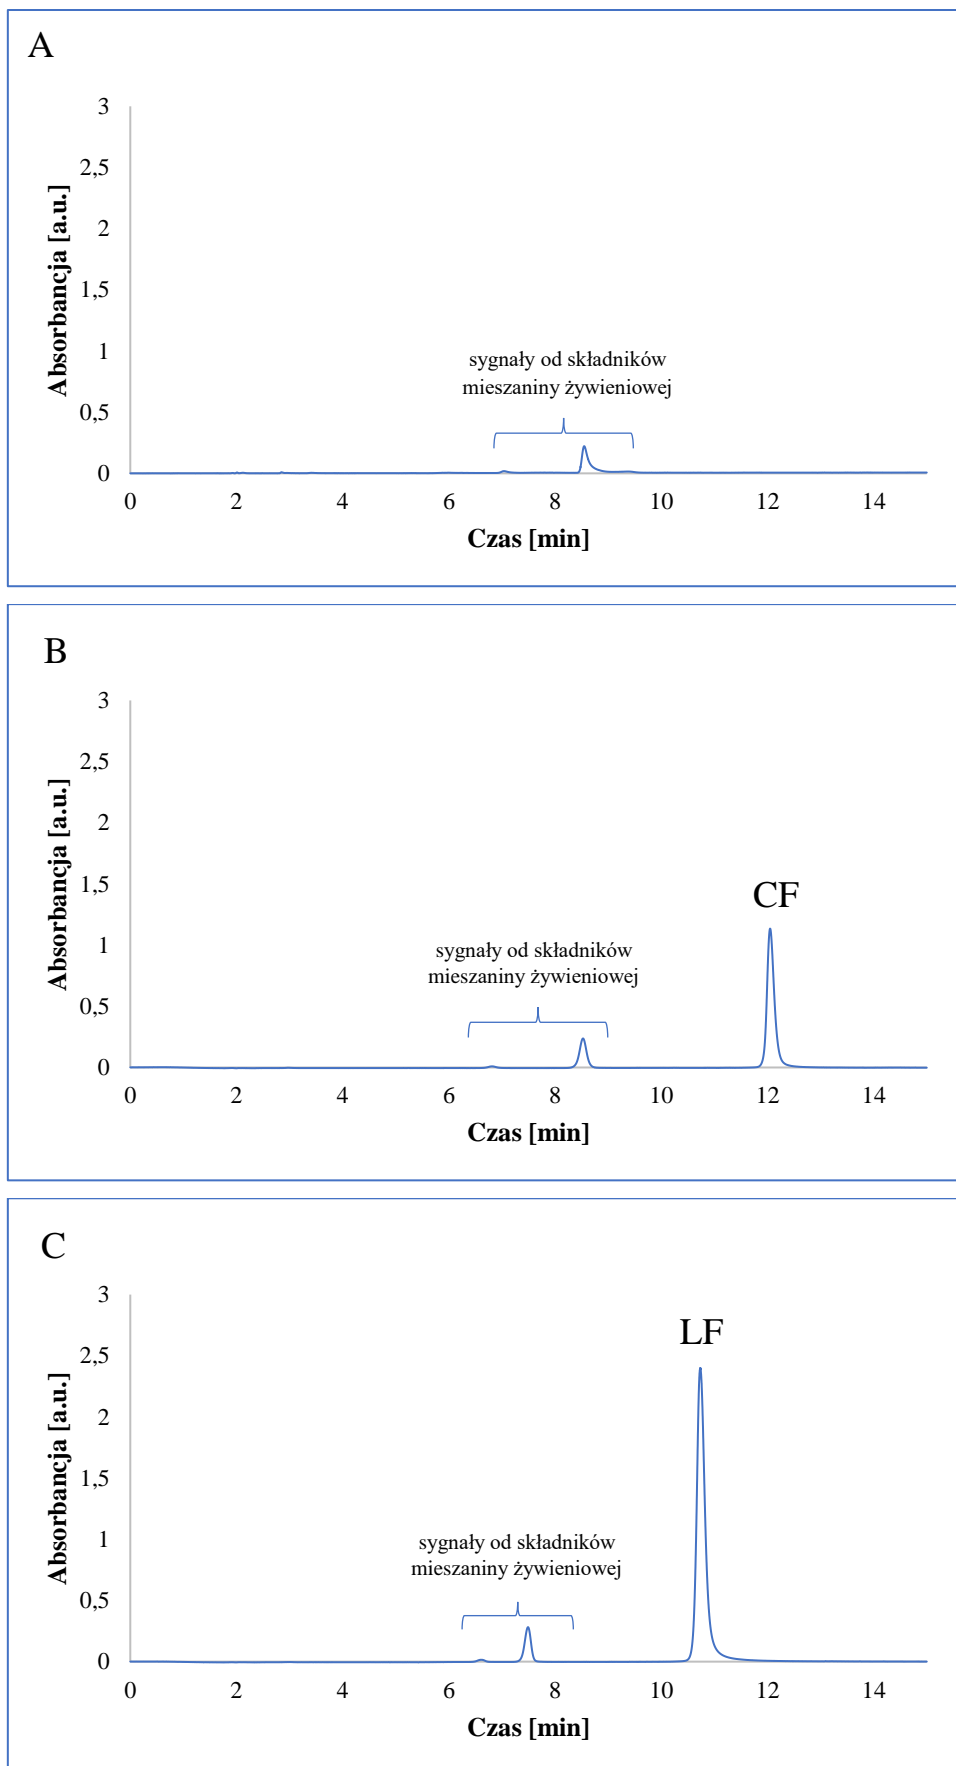 A
3
2,5
2
1,5
1
0,5
0
Absorbancja [a.u.]
sygnały od składników
mieszaniny żywieniowej
0 2 4 6 8 10 12 14
Czas [min]
B
3
2,5
2
1,5
1
0,5
0
Absorbancja [a.u.]
CF
sygnały od składników
mieszaniny żywieniowej
0 2 4 6 8 10 12 14
Czas [min]
C
3
2,5
2
1,5
1
0,5
0
Absorbancja [a.u.]
LF
sygnały od składników
mieszaniny żywieniowej
0 2 4 6 8 10 12 14
Czas [min]